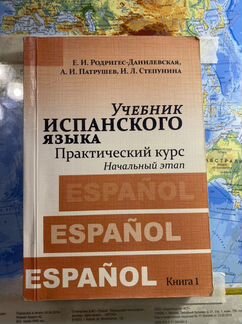 Е. И. Родригес-Данилевская,
А. И. Патрушев, И. Л. Степунина
Учебник
испанского
языка
Практический курс
Начальный этап
ESPAÑOL
ESPAÑOL
ESPAÑOL
Книга 1